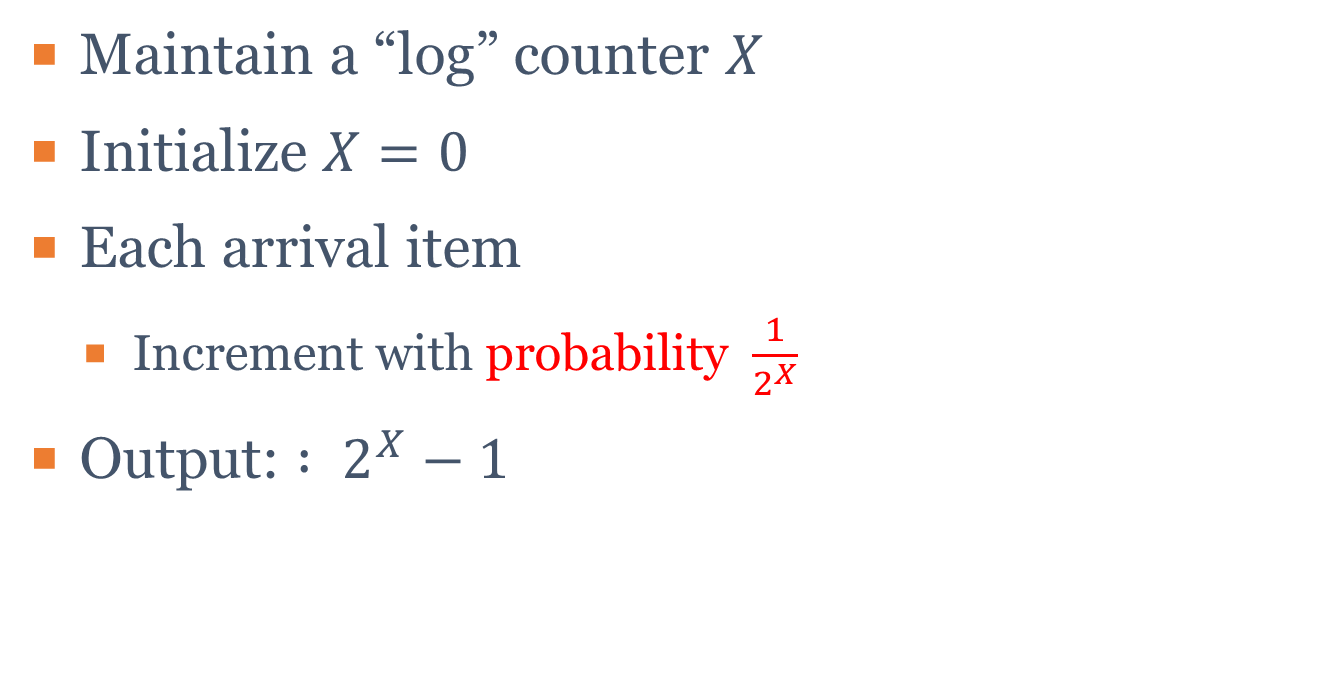 ▪ Maintain a “log” counter X
▪ Initialize X = 0
▪ Each arrival item
▪ Increment with probability 1/2^X
▪ Output: : 2^X − 1